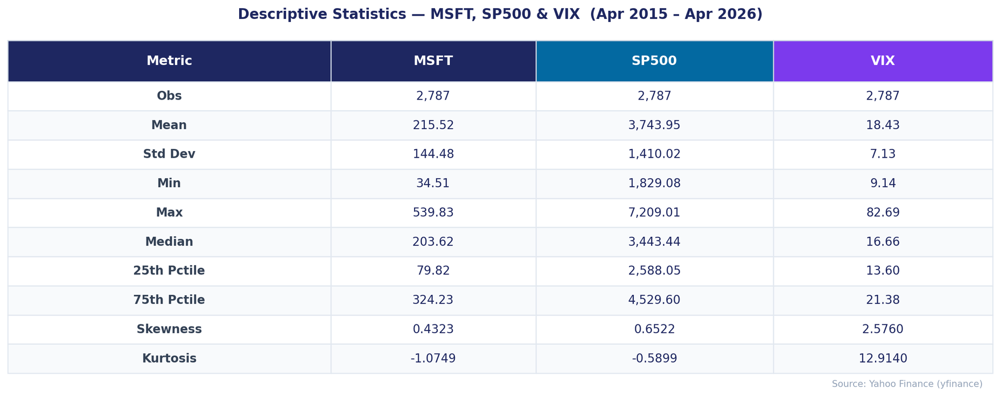 Descriptive Statistics — MSFT, SP500 & VIX  (Apr 2015 – Apr 2026)
Metric MSFT SP500 VIX
Obs 2,787 2,787 2,787
Mean 215.52 3,743.95 18.43
Std Dev 144.48 1,410.02 7.13
Min 34.51 1,829.08 9.14
Max 539.83 7,209.01 82.69
Median 203.62 3,443.44 16.66
25th Pctile 79.82 2,588.05 13.60
75th Pctile 324.23 4,529.60 21.38
Skewness 0.4323 0.6522 2.5760
Kurtosis -1.0749 -0.5899 12.9140
Source: Yahoo Finance (yfinance)